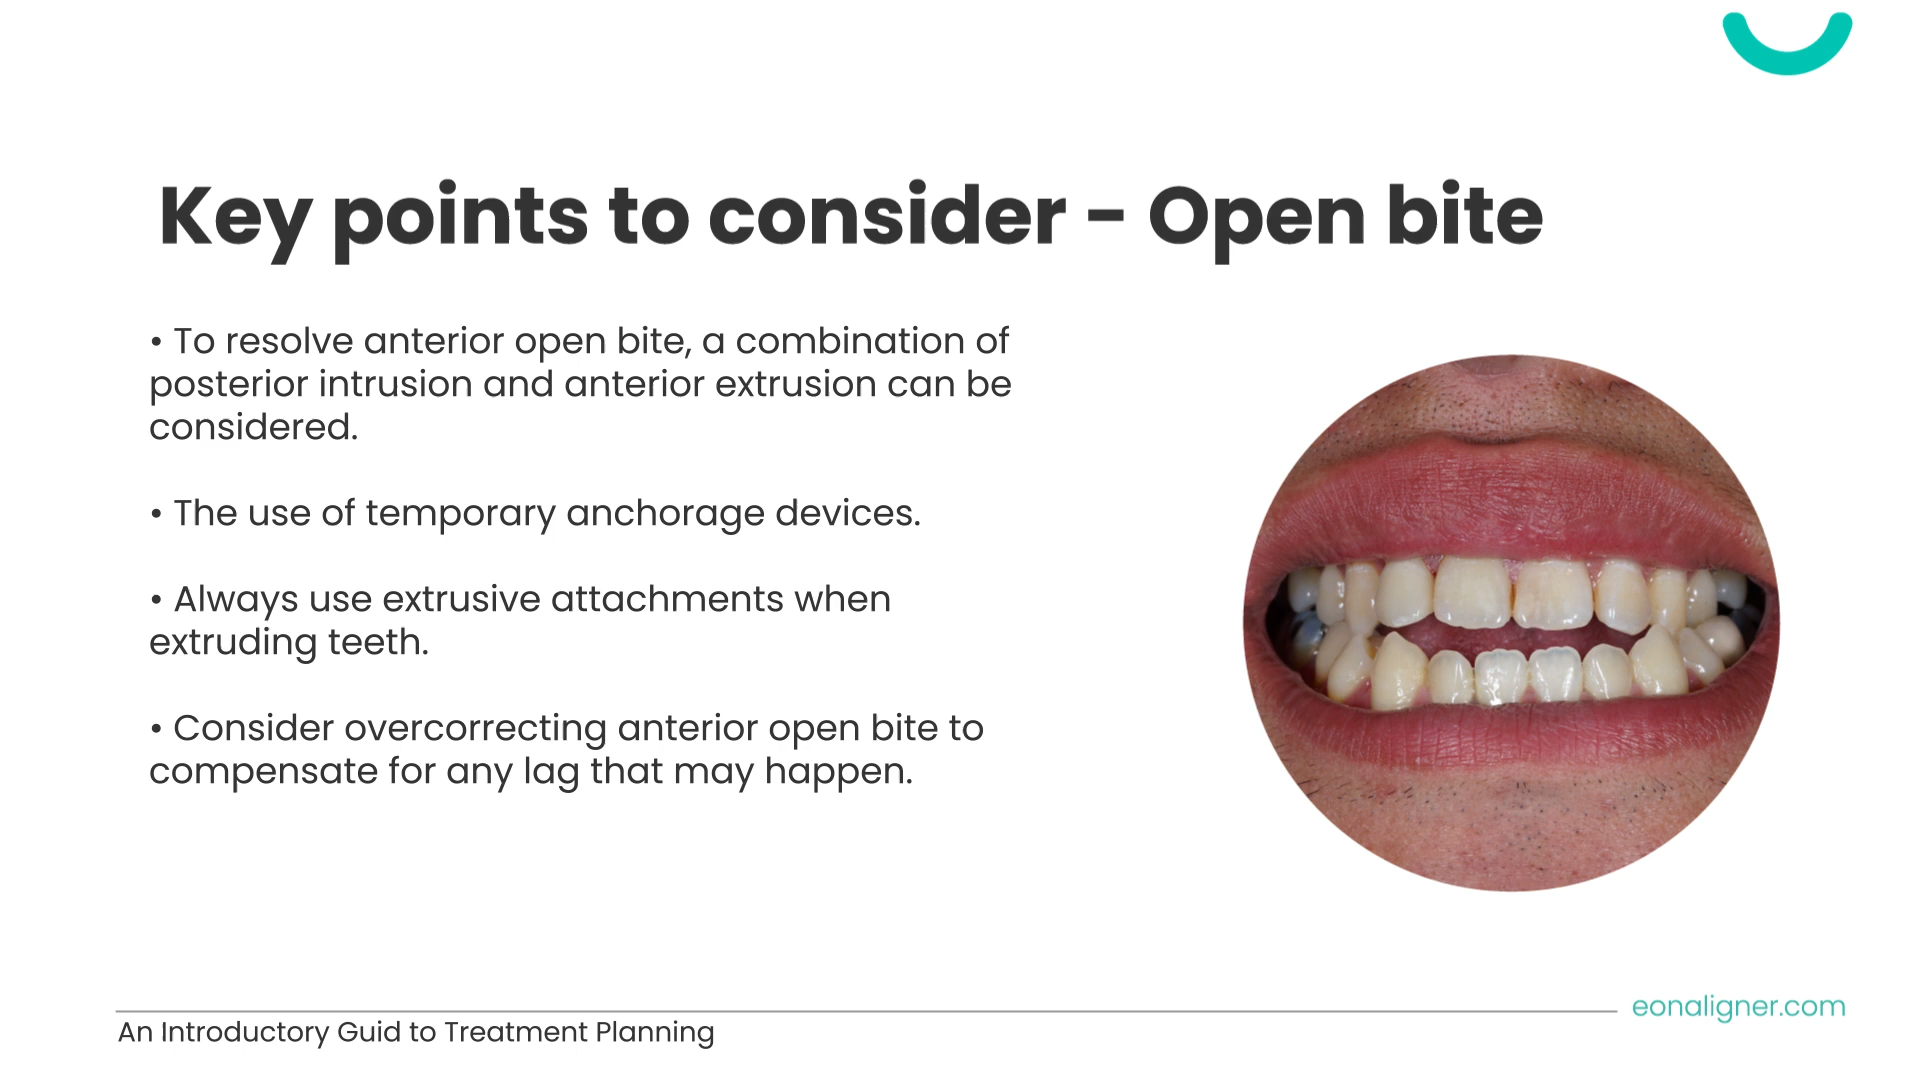 Key points to consider - Open bite
• To resolve anterior open bite, a combination of
posterior intrusion and anterior extrusion can be
considered.
• The use of temporary anchorage devices.
• Always use extrusive attachments when
extruding teeth.
• Consider overcorrecting anterior open bite to
compensate for any lag that may happen.
eonaligner.com
An Introductory Guid to Treatment Planning